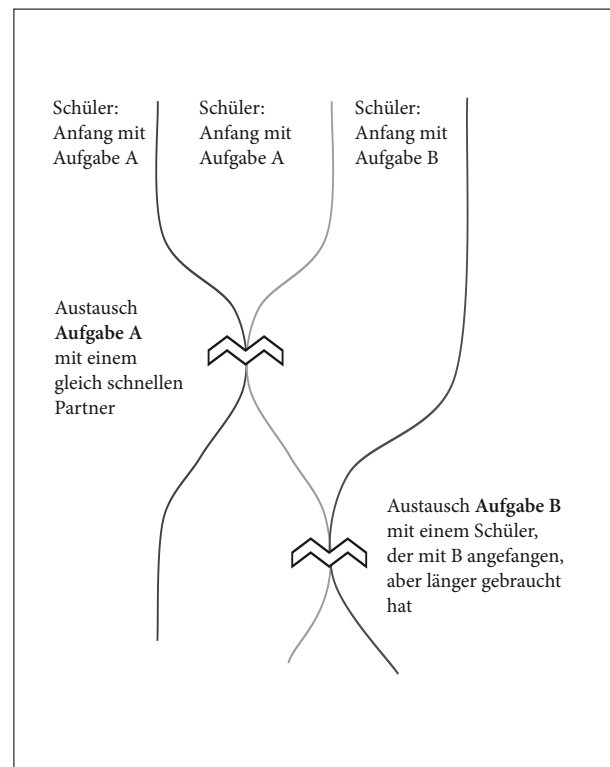 Schüler:
Anfang mit
Aufgabe A
Schüler:
Anfang mit
Aufgabe A
Schüler:
Anfang mit
Aufgabe B
Austausch
Aufgabe A
mit einem
gleich schnellen
Partner
Austausch Aufgabe B
mit einem Schüler,
der mit B angefangen,
aber länger gebraucht
hat